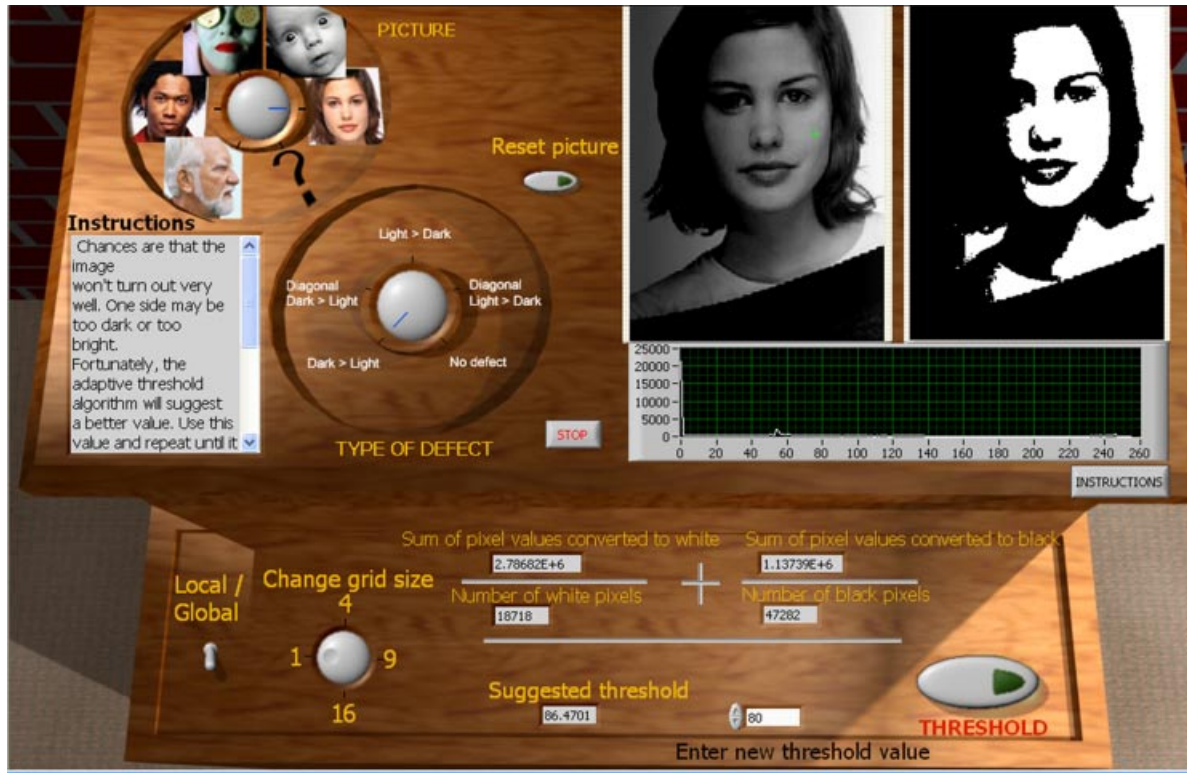 PICTURE
?
Reset picture
Instructions
Chances are that the
image
won't turn out very
well. One side may be
too dark or too
bright.
Fortunately, the
adaptive threshold
algorithm will suggest
a better value. Use this
value and repeat until it
Light > Dark
Diagonal
Dark > Light
Diagonal
Light > Dark
Dark > Light
No defect
TYPE OF DEFECT
STOP
25000
20000
15000
10000
5000
0
0 20 40 60 80 100 120 140 160 180 200 220 240 260
INSTRUCTIONS
Local /
Global
Change grid size
4
1
9
16
Sum of pixel values converted to white
2.78682E+6
Number of white pixels
18718
+
Sum of pixel values converted to black
1.13739E+6
Number of black pixels
47282
Suggested threshold
86.4701
80
Enter new threshold value
THRESHOLD